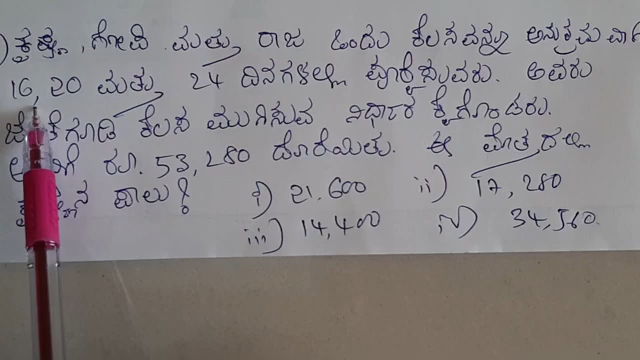 ) ಕೃಷ್ಣ, ಗೋಪಿ ಮತ್ತು ರಾಜ ಒಂದು ಕೆಲಸವನ್ನು ಅನುಕ್ರಮವಾಗಿ
16, 20 ಮತ್ತು 24 ದಿನಗಳಲ್ಲಿ ಪೂರೈಸುವರು. ಅವರು
ಕೆಲಸ ಮುಗಿಸುವ ನಿರ್ಧಾರ ಕೈಗೊಂಡರು.
ರೂ. 53,280 ದೊರೆಯಿತು. ಈ ಮೊತ್ತದಲ್ಲಿ
ಪಾಲು? i) 21,600 ii) 17,280
iii) 14,400 iv) 34,560.